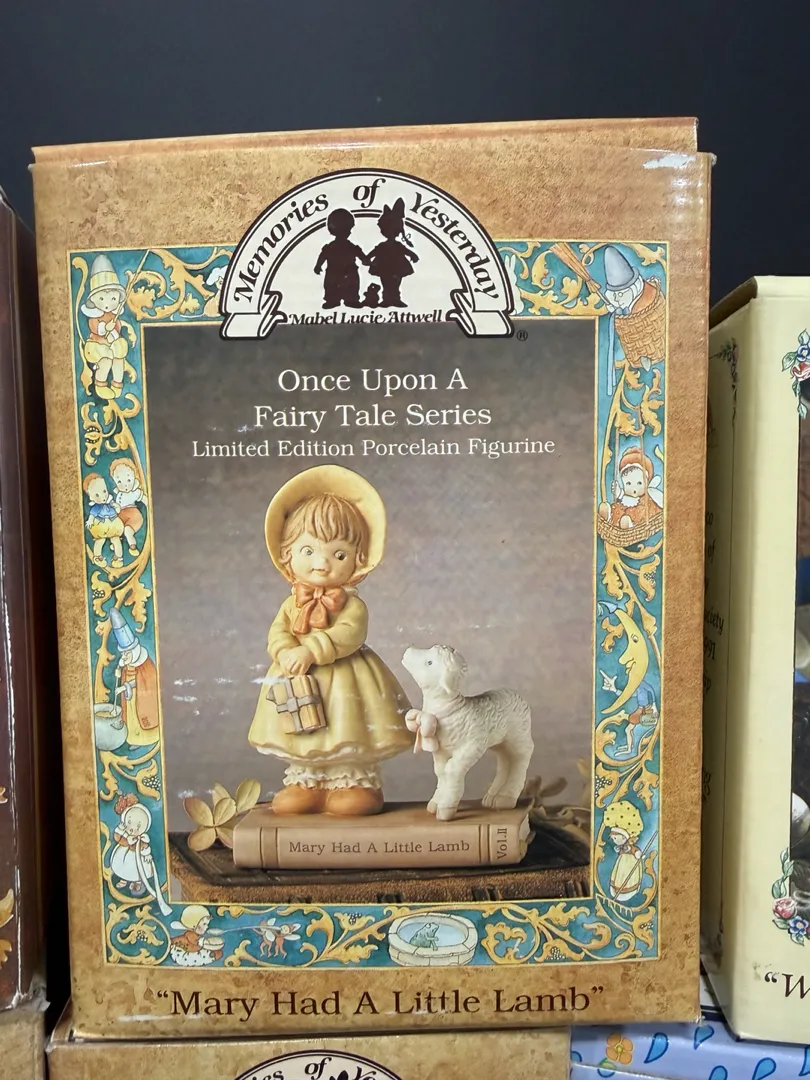 Memories of Yesterday
Mabel Lucie Attwell
®
Once Upon A
Fairy Tale Series
Limited Edition Porcelain Figurine
Mary Had A Little Lamb
Vol.II
"Mary Had A Little Lamb"
of
"W